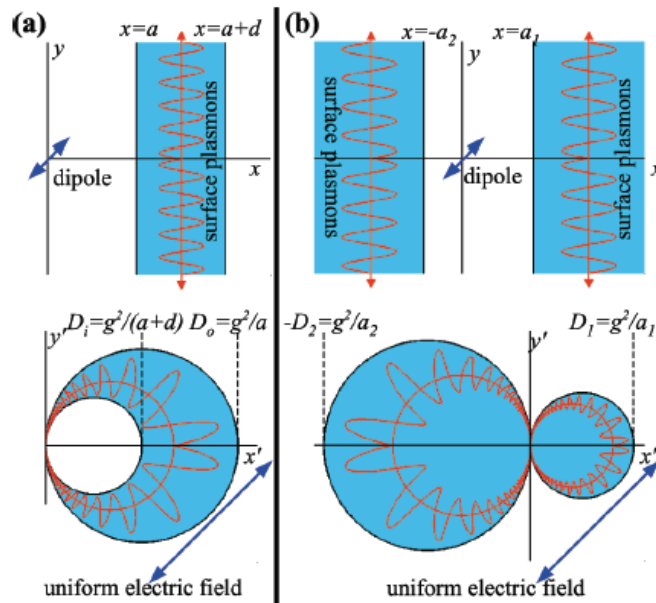 (a)
x=a
x=a+d
y
x
dipole
surface plasmons
y'
D_i=g²/(a+d)
D_o=g²/a
x'
uniform electric field
(b)
x=-a₂
x=a₁
y
x
surface plasmons
dipole
surface plasmons
-D₂=g²/a₂
y'
D₁=g²/a₁
x'
uniform electric field